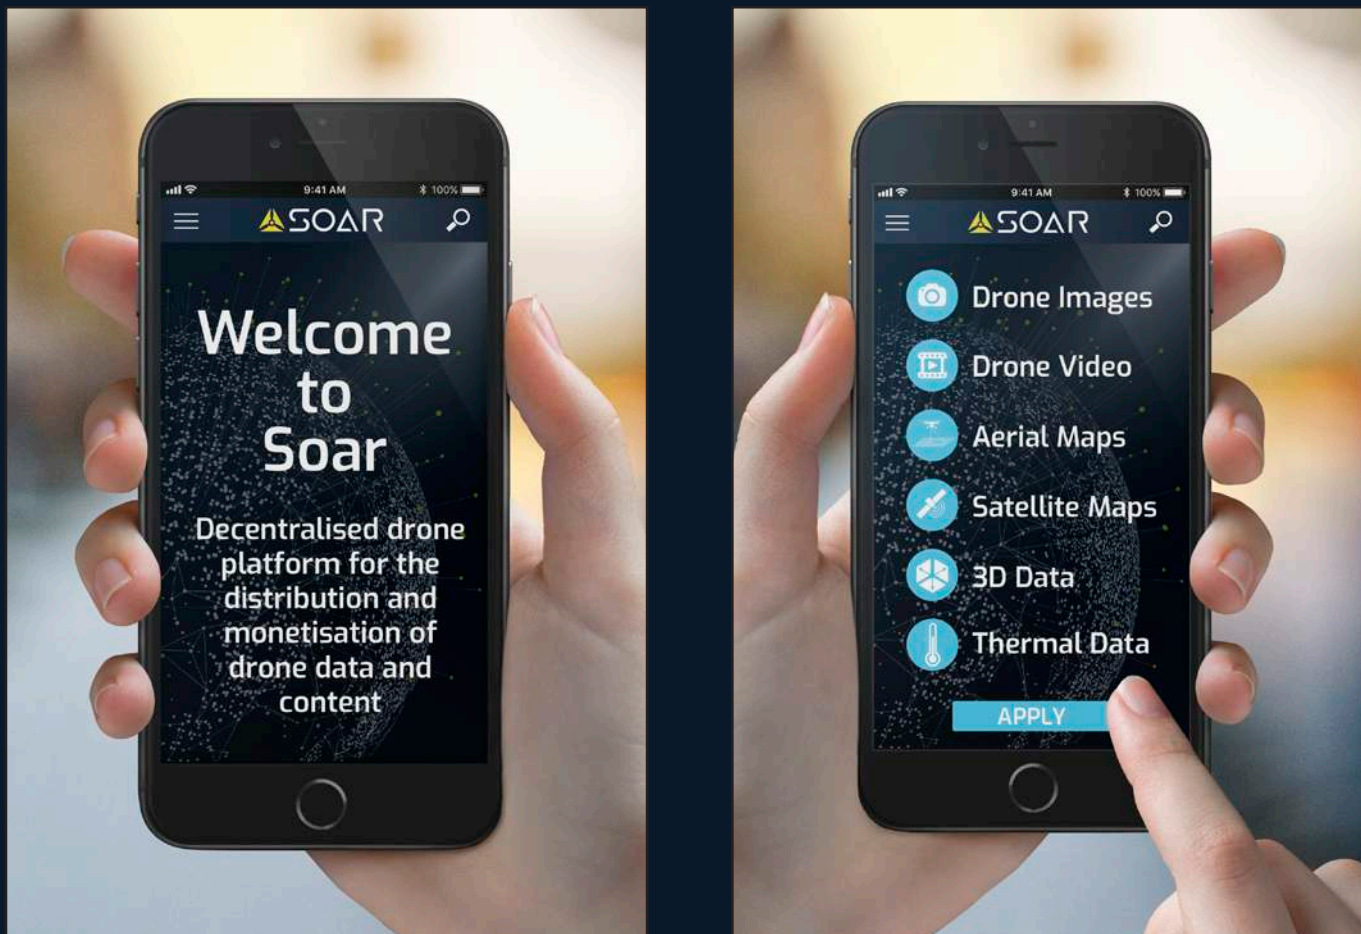 9:41 AM
100%
SOAR
Welcome
to
Soar
Decentralised drone
platform for the
distribution and
monetisation of
drone data and
content
9:41 AM
100%
SOAR
Drone Images
Drone Video
Aerial Maps
Satellite Maps
3D Data
Thermal Data
APPLY